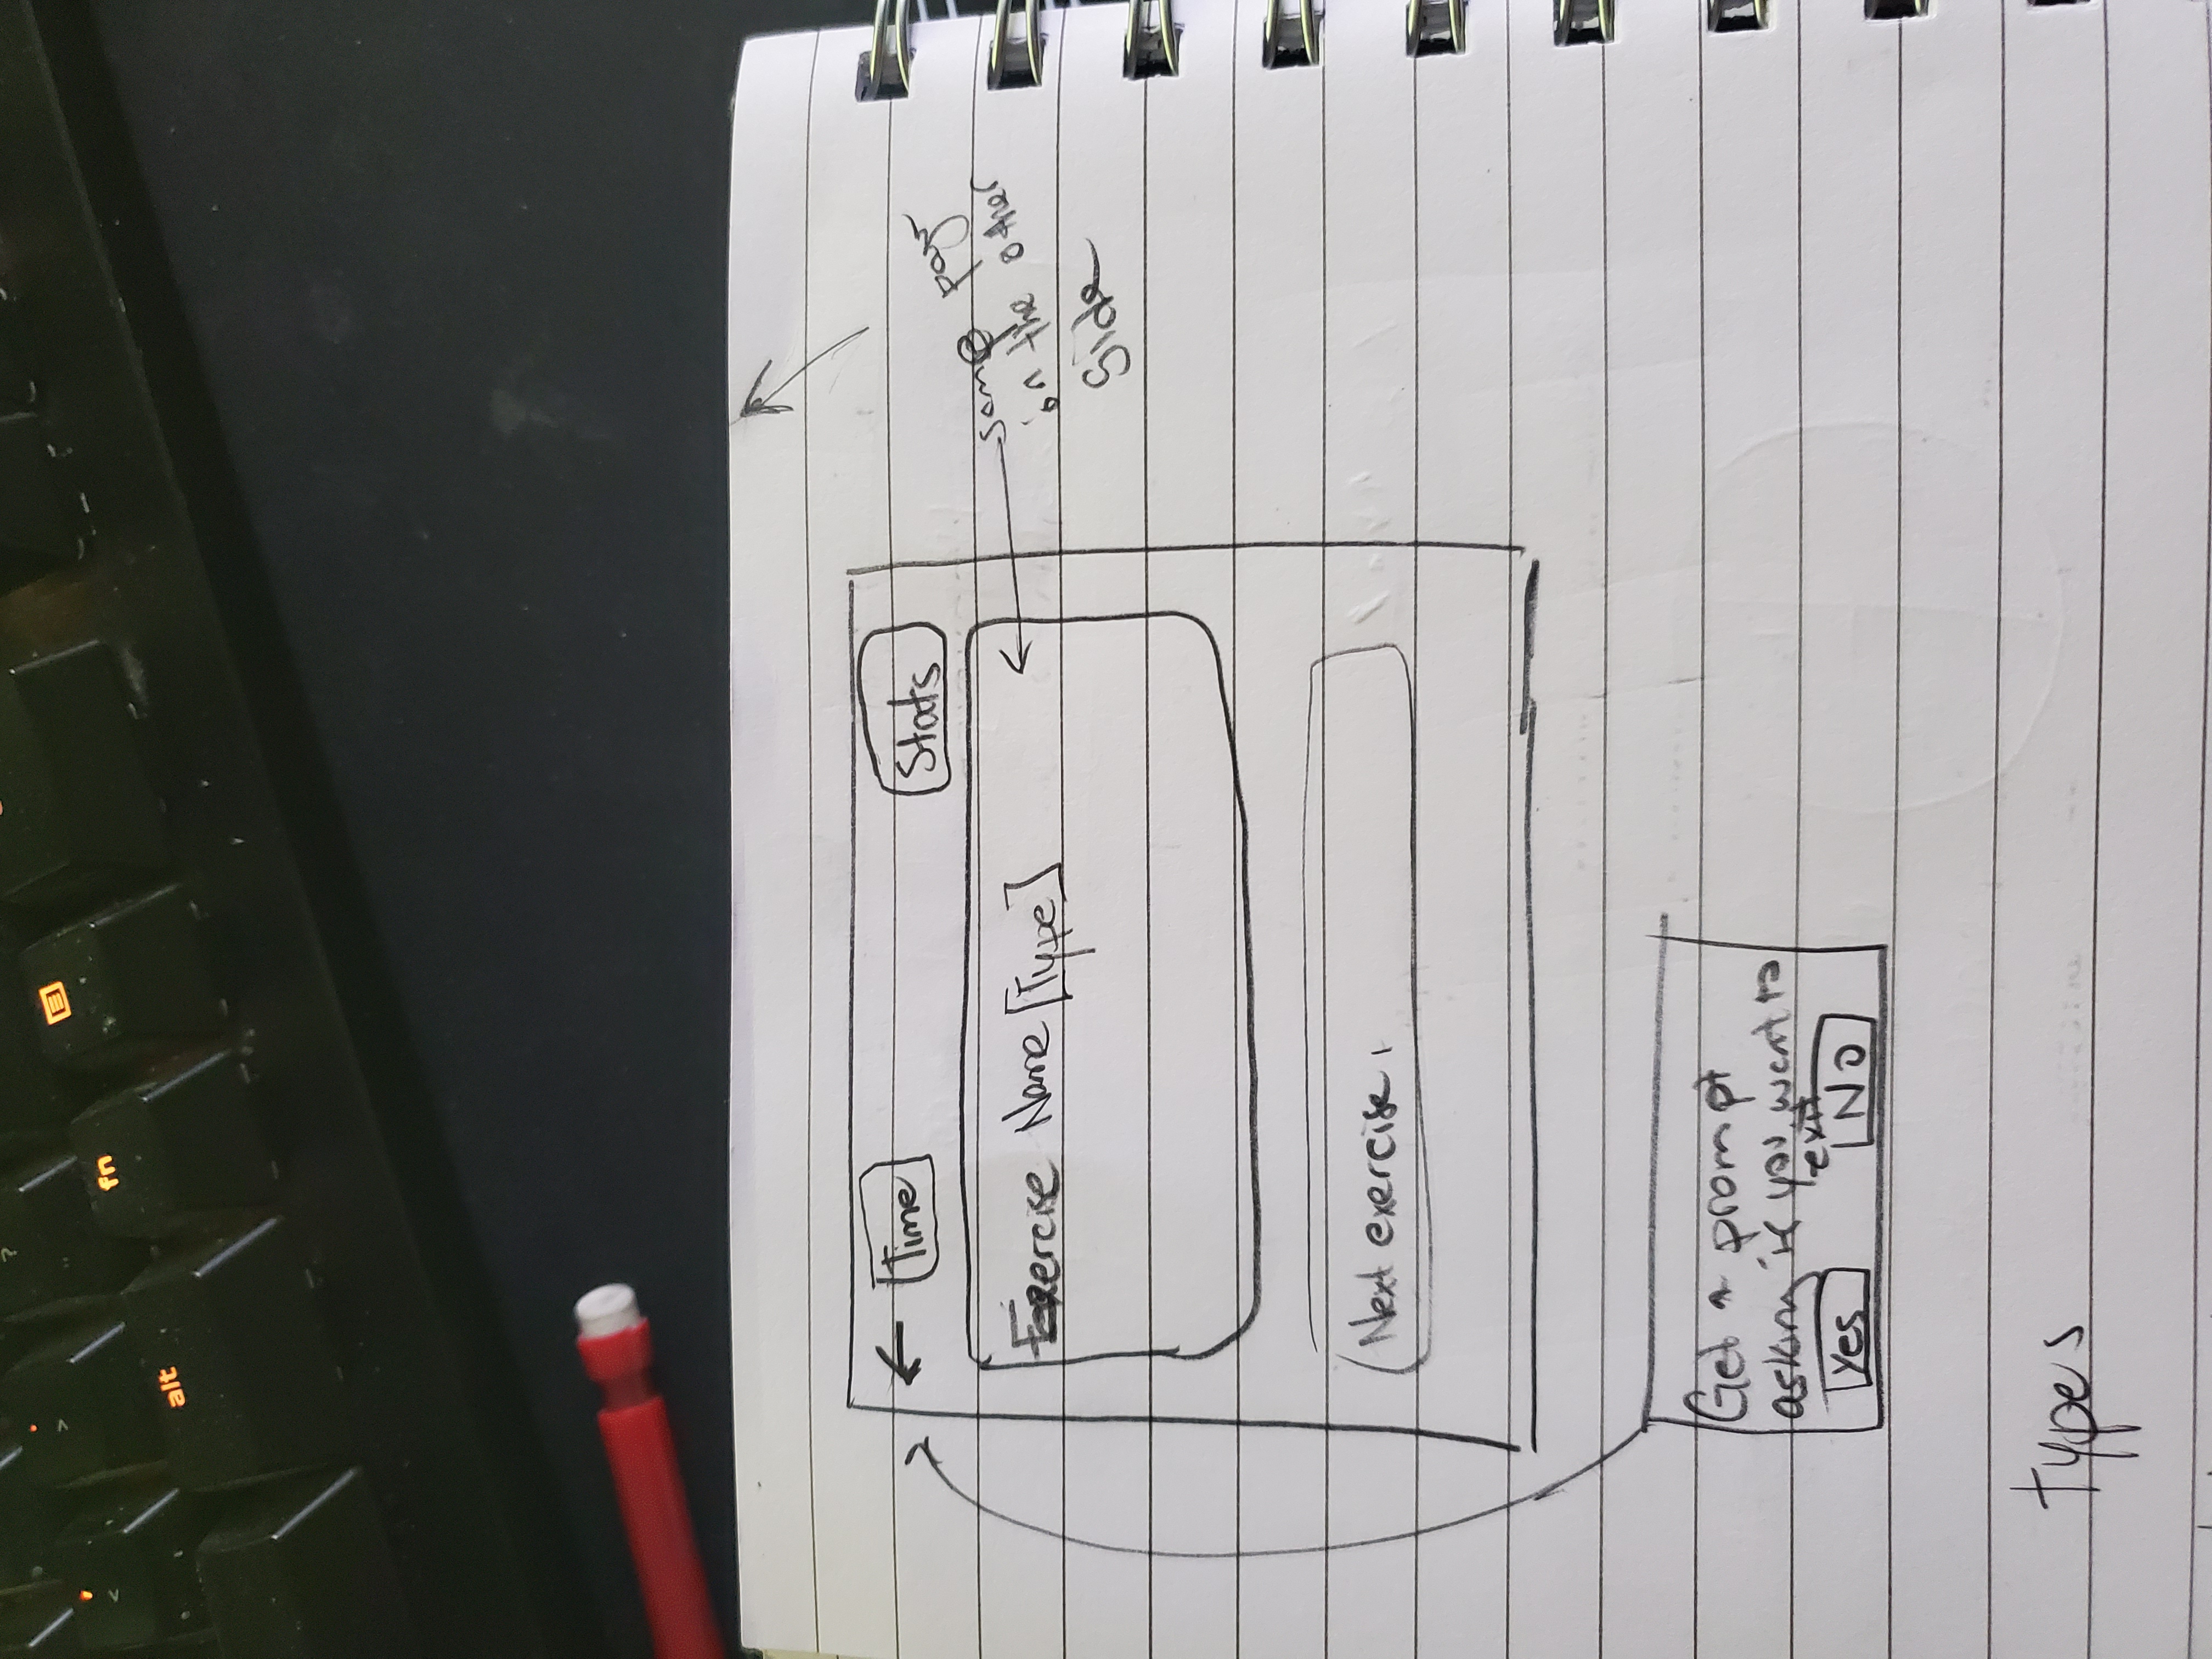 alt
fn
Time
Stats
Exercise Name [Type]
same page
in the other
Side
Next exercise
Get a prompt
asking if you want to
exit
Yes
No
types